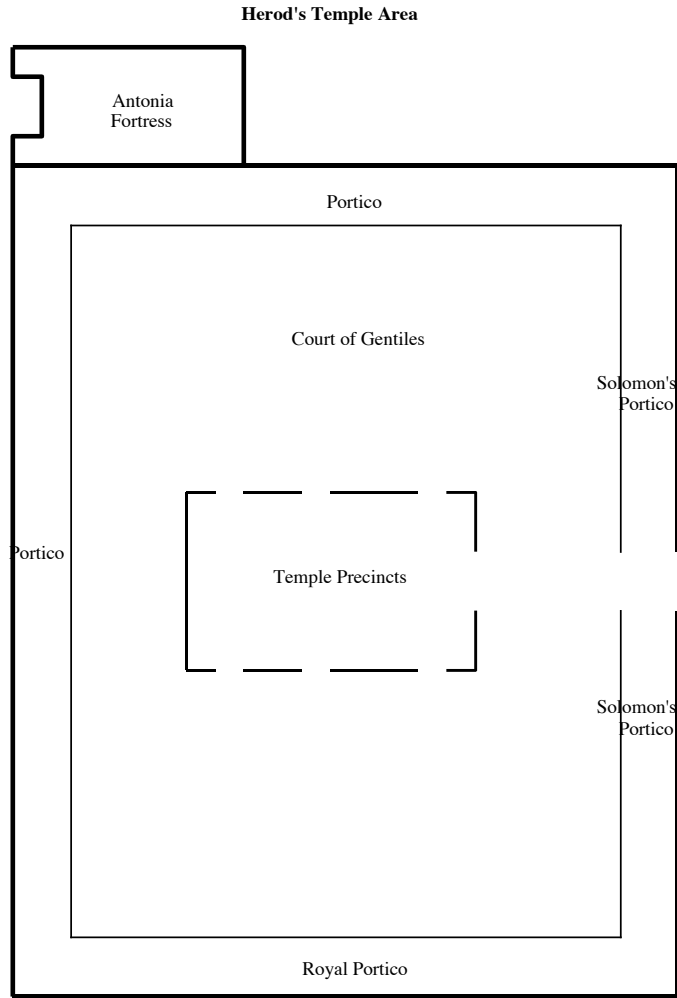 Herod's Temple Area
Antonia
Fortress
Portico
Court of Gentiles
Solomon's
Portico
Portico
Temple Precincts
Solomon's
Portico
Royal Portico